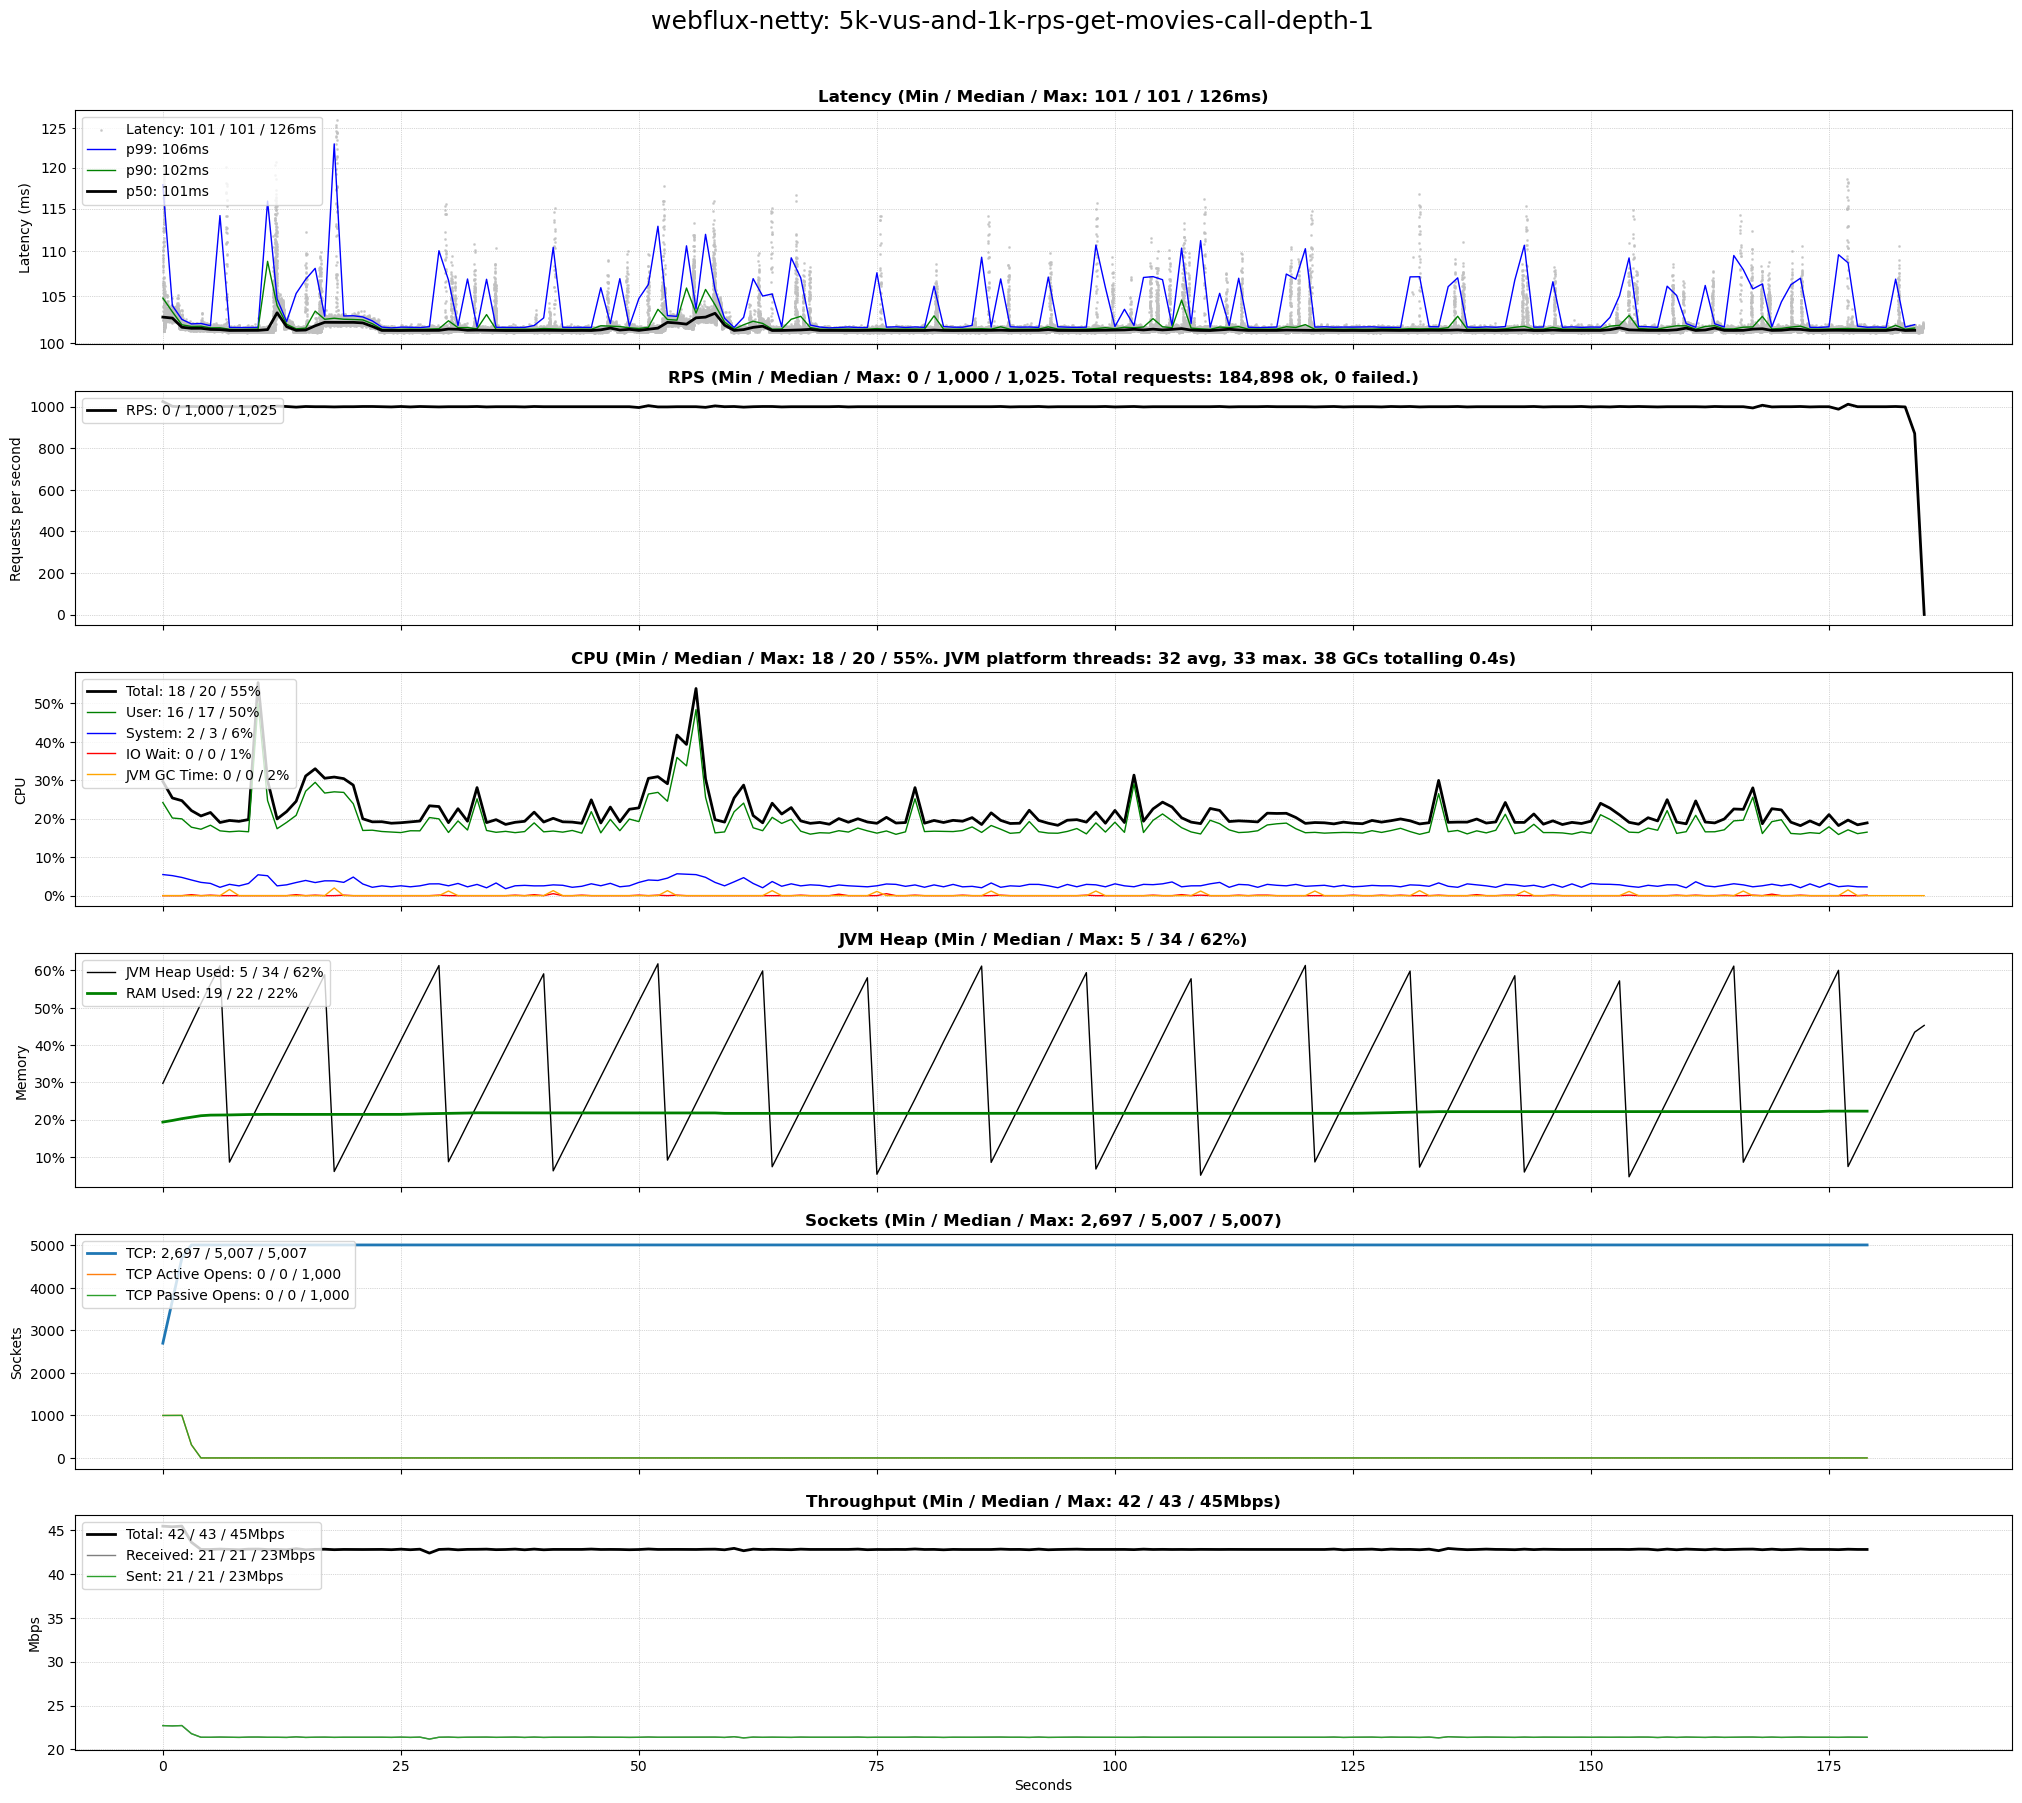 webflux-netty: 5k-vus-and-1k-rps-get-movies-call-depth-1
Latency (Min / Median / Max: 101 / 101 / 126ms)
Latency: 101 / 101 / 126ms
p99: 106ms
p90: 102ms
p50: 101ms
125
120
115
110
105
100
Latency (ms)
RPS (Min / Median / Max: 0 / 1,000 / 1,025. Total requests: 184,898 ok, 0 failed.)
RPS: 0 / 1,000 / 1,025
1000
800
600
400
200
0
Requests per second
CPU (Min / Median / Max: 18 / 20 / 55%. JVM platform threads: 32 avg, 33 max. 38 GCs totalling 0.4s)
Total: 18 / 20 / 55%
User: 16 / 17 / 50%
System: 2 / 3 / 6%
IO Wait: 0 / 0 / 1%
JVM GC Time: 0 / 0 / 2%
50%
40%
30%
20%
10%
0%
CPU
JVM Heap (Min / Median / Max: 5 / 34 / 62%)
JVM Heap Used: 5 / 34 / 62%
RAM Used: 19 / 22 / 22%
60%
50%
40%
30%
20%
10%
Memory
Sockets (Min / Median / Max: 2,697 / 5,007 / 5,007)
TCP: 2,697 / 5,007 / 5,007
TCP Active Opens: 0 / 0 / 1,000
TCP Passive Opens: 0 / 0 / 1,000
5000
4000
3000
2000
1000
0
Sockets
Throughput (Min / Median / Max: 42 / 43 / 45Mbps)
Total: 42 / 43 / 45Mbps
Received: 21 / 21 / 23Mbps
Sent: 21 / 21 / 23Mbps
45
40
35
30
25
20
Mbps
0 25 50 75 100 125 150 175
Seconds